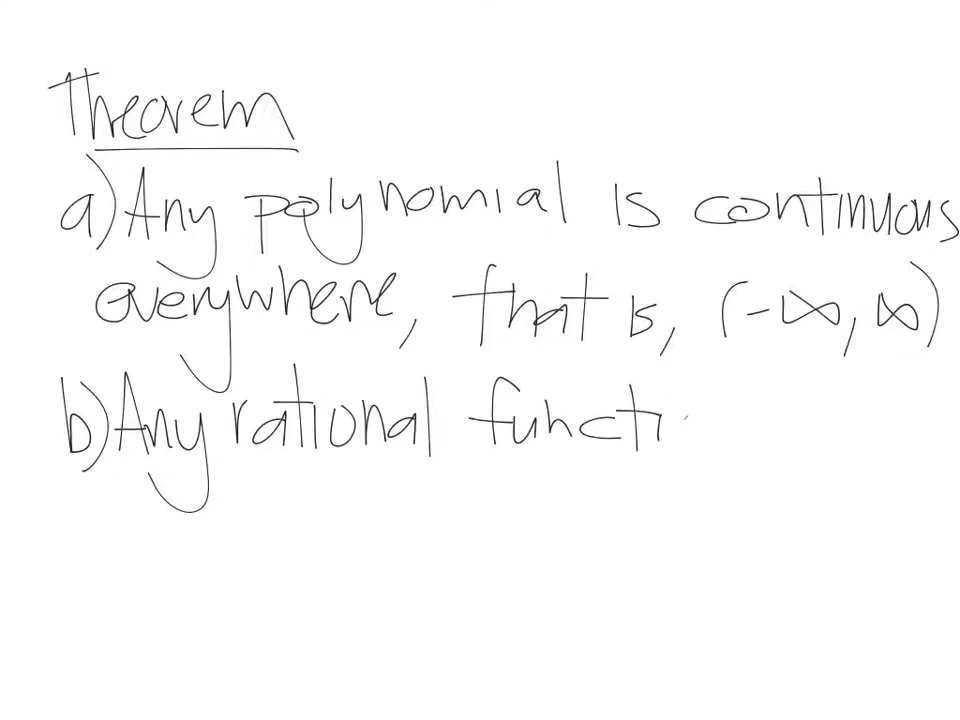 Theorem
a) Any polynomial is continuous
everywhere, that is, (-∞, ∞)
b) Any rational functi